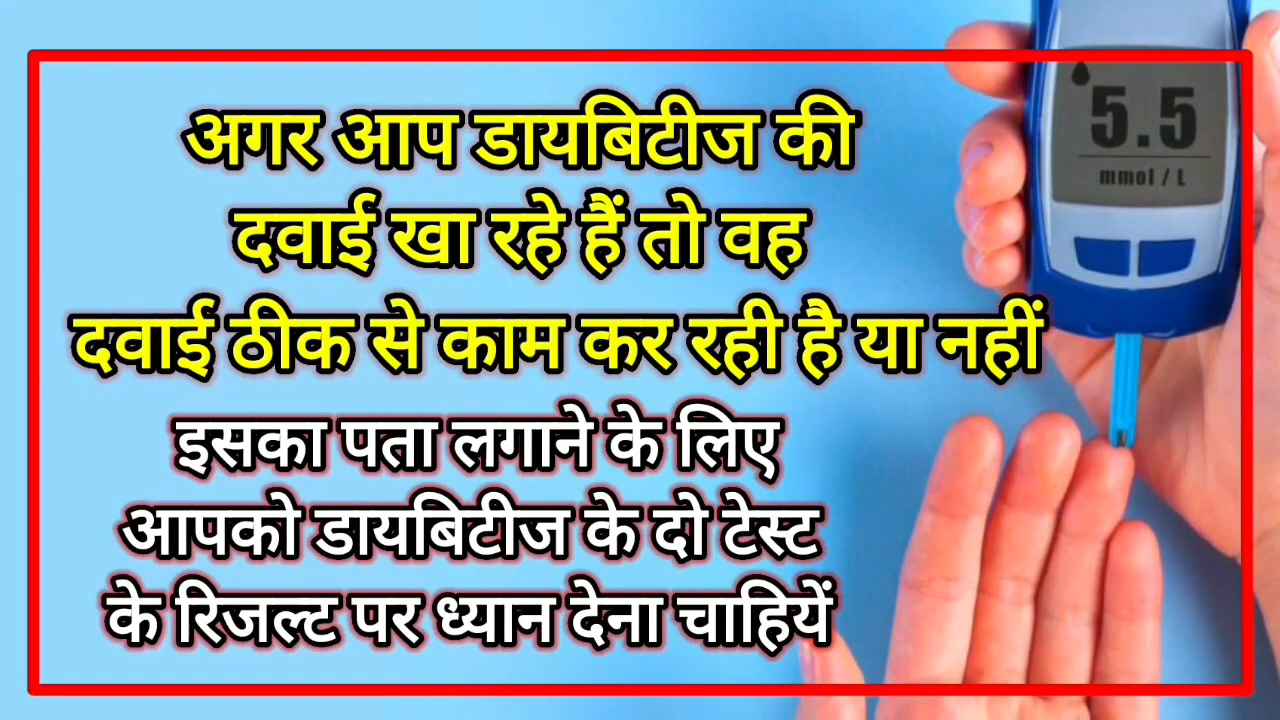 अगर आप डायबिटीज की
दवाई खा रहे हैं तो वह
दवाई ठीक से काम कर रही है या नहीं
इसका पता लगाने के लिए
आपको डायबिटीज के दो टेस्ट
के रिजल्ट पर ध्यान देना चाहियें
5.5
mmol / L